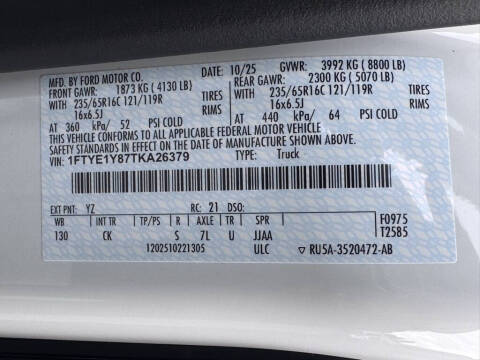 MFD. BY FORD MOTOR CO. 10/25 GVWR: 3992 KG ( 8800 LB)
FRONT GAWR: 1873 KG ( 4130 LB) REAR GAWR: 2300 KG ( 5070 LB)
WITH 235/65R16C 121/119R TIRES WITH 235/65R16C 121/119R TIRES
16x6.5J RIMS 16x6.5J RIMS
AT 360 kPa/ 52 PSI COLD AT 440 kPa/ 64 PSI COLD
THIS VEHICLE CONFORMS TO ALL APPLICABLE FEDERAL MOTOR VEHICLE
SAFETY STANDARDS IN EFFECT ON THE DATE OF MANUFACTURE SHOWN ABOVE.
1FTYE1Y87TKA26379 TYPE: Truck
EXT PNT: YZ RC: 21 DSO:
WB INT TR TP/PS R AXLE TR SPR F0975
130 CK S 7L U JJAA T2585
1202510221305 ULC ▽ RU5A-3520472-AB